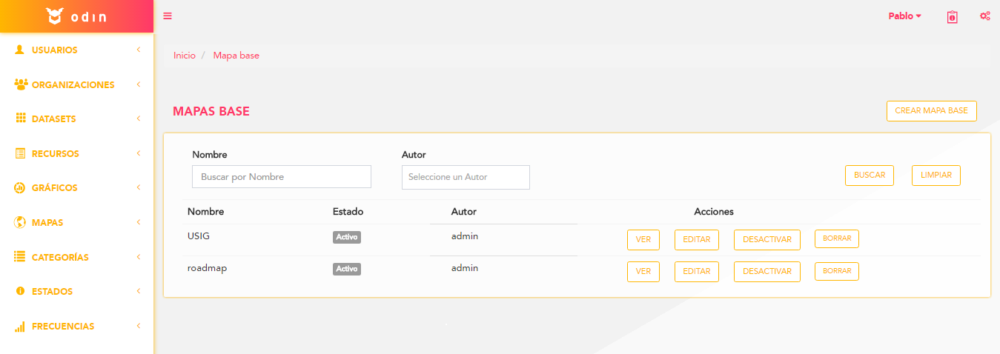 odin
Pablo
USUARIOS
ORGANIZACIONES
DATASETS
RECURSOS
GRÁFICOS
MAPAS
CATEGORÍAS
ESTADOS
FRECUENCIAS
Inicio / Mapa base
MAPAS BASE
CREAR MAPA BASE
Nombre Autor
Buscar por Nombre Seleccione un Autor BUSCAR LIMPIAR
Nombre Estado Autor Acciones
USIG Activo admin VER EDITAR DESACTIVAR BORRAR
roadmap Activo admin VER EDITAR DESACTIVAR BORRAR